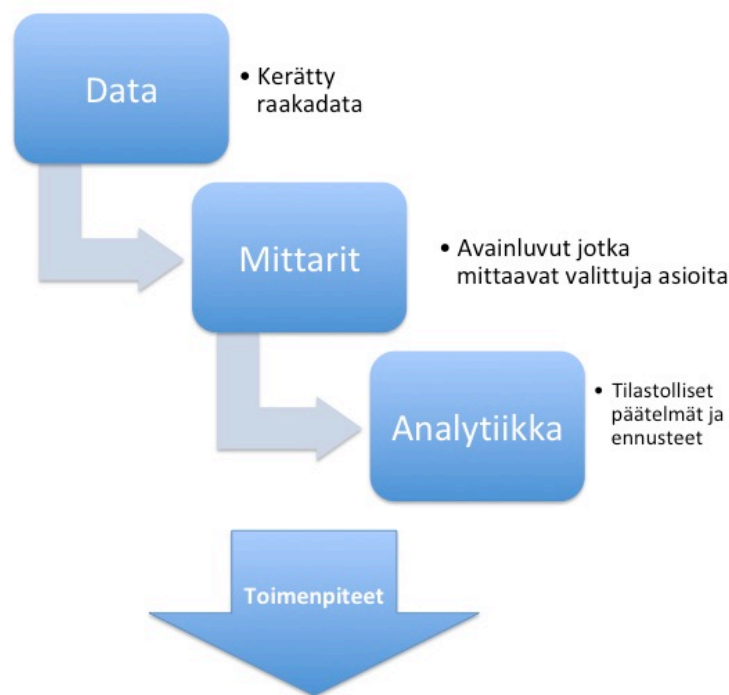 Data
• Kerätty
raakadata
Mittarit
• Avainluvut jotka
mittaavat valittuja asioita
Analytiikka
• Tilastolliset
päätelmät ja
ennusteet
Toimenpiteet